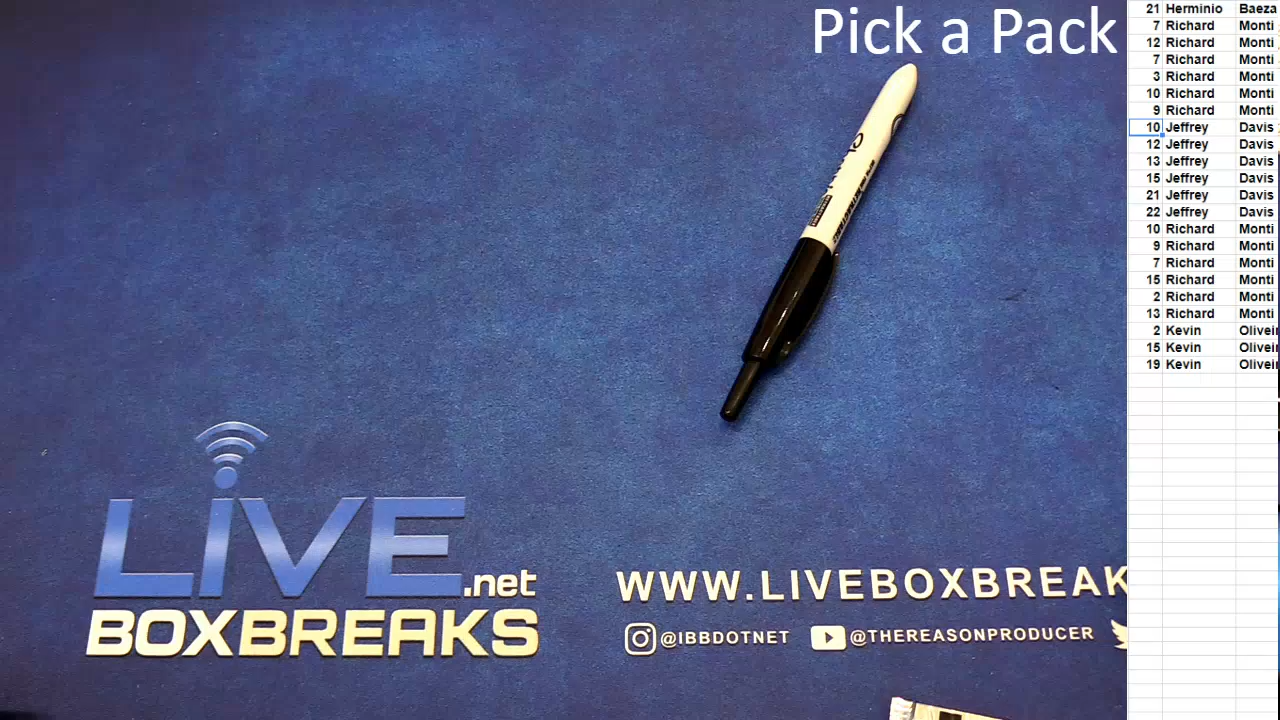 Pick a Pack
21 Herminio Baeza
7 Richard Monti
12 Richard Monti
7 Richard Monti
3 Richard Monti
10 Richard Monti
9 Richard Monti
10 Jeffrey Davis
12 Jeffrey Davis
13 Jeffrey Davis
15 Jeffrey Davis
21 Jeffrey Davis
22 Jeffrey Davis
10 Richard Monti
9 Richard Monti
7 Richard Monti
15 Richard Monti
2 Richard Monti
13 Richard Monti
2 Kevin Olivei
15 Kevin Olivei
19 Kevin Olivei
LIVE.net
BOXBREAKS
WWW.LIVEBOXBREAK
@IBBDOTNET @THEREASONPRODUCER